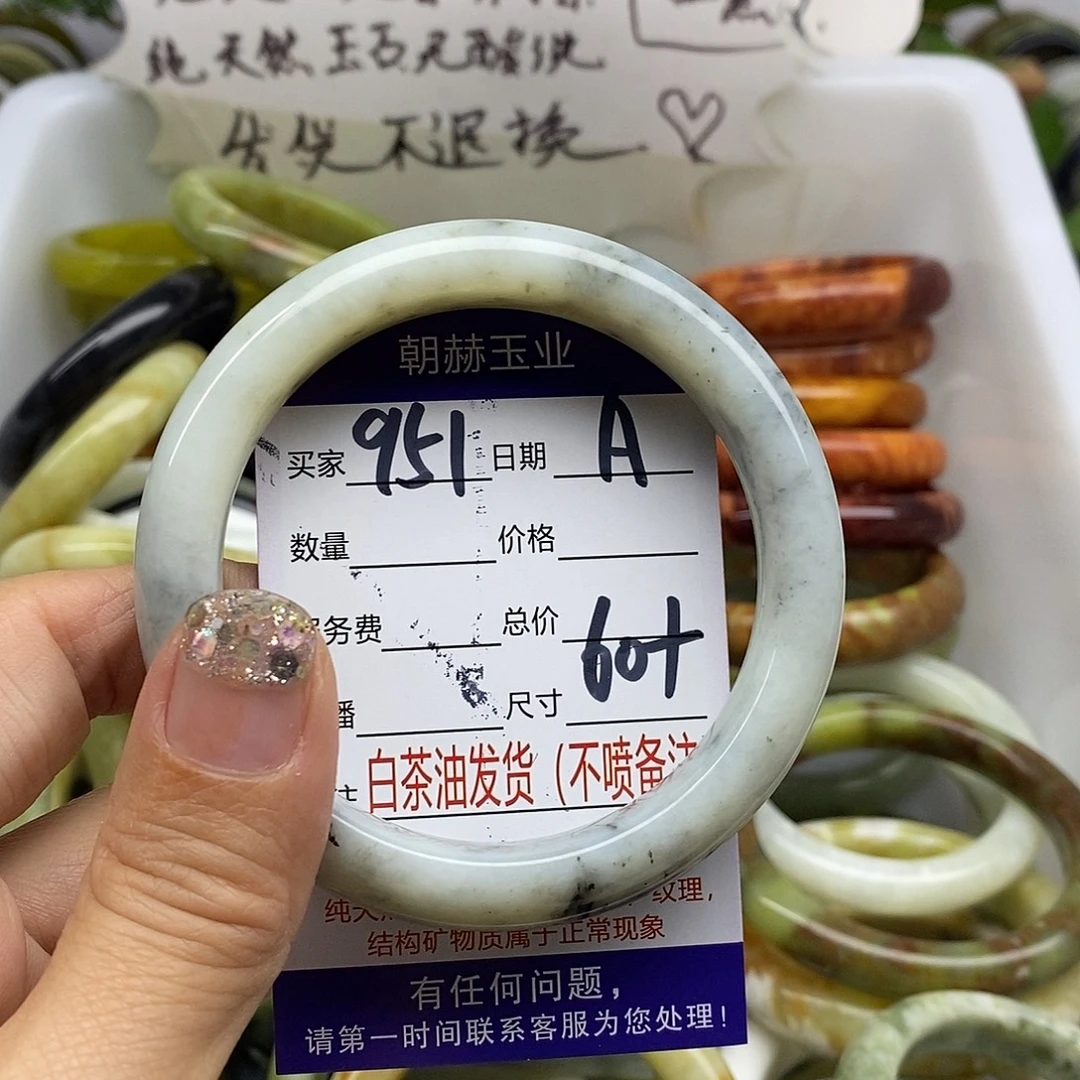 纯天然玉石无酸洗
发货不退换
朝赫玉业
买家 951 日期 A
数量 价格
务费 总价
播 尺寸 60+
白茶油发货（不喷备注
纹理，
结构矿物质属于正常现象
有任何问题，
请第一时间联系客服为您处理！